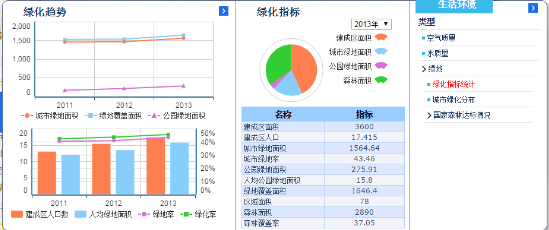 绿化趋势
2,000
1,500
1,000
500
0
2011
2012
2013
城市绿地面积
绿地覆盖面积
公园绿地面积
20
15
10
5
0
50%
40%
30%
20%
10%
0%
2011
2012
2013
建成区人口数
人均绿地面积
绿地率
绿化率
绿化指标
2013年
建成区面积
城市绿地面积
公园绿地面积
森林面积
名称 指标
建成区面积 3600
建成区人口 17.415
城市绿地面积 1564.64
城市绿地率 43.46
公园绿地面积 275.91
人均公园绿地面积 15.8
绿地覆盖面积 1646.4
区域面积 78
森林面积 2890
森林覆盖率 37.05
生态环境
类型
空气质量
水质量
绿地
绿化指标统计
城市绿化分布
国家森林达标情况